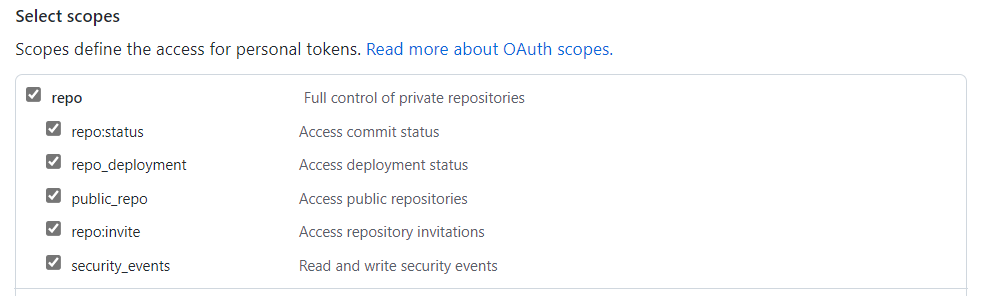 Select scopes
Scopes define the access for personal tokens. Read more about OAuth scopes.
repo Full control of private repositories
repo:status Access commit status
repo_deployment Access deployment status
public_repo Access public repositories
repo:invite Access repository invitations
security_events Read and write security events